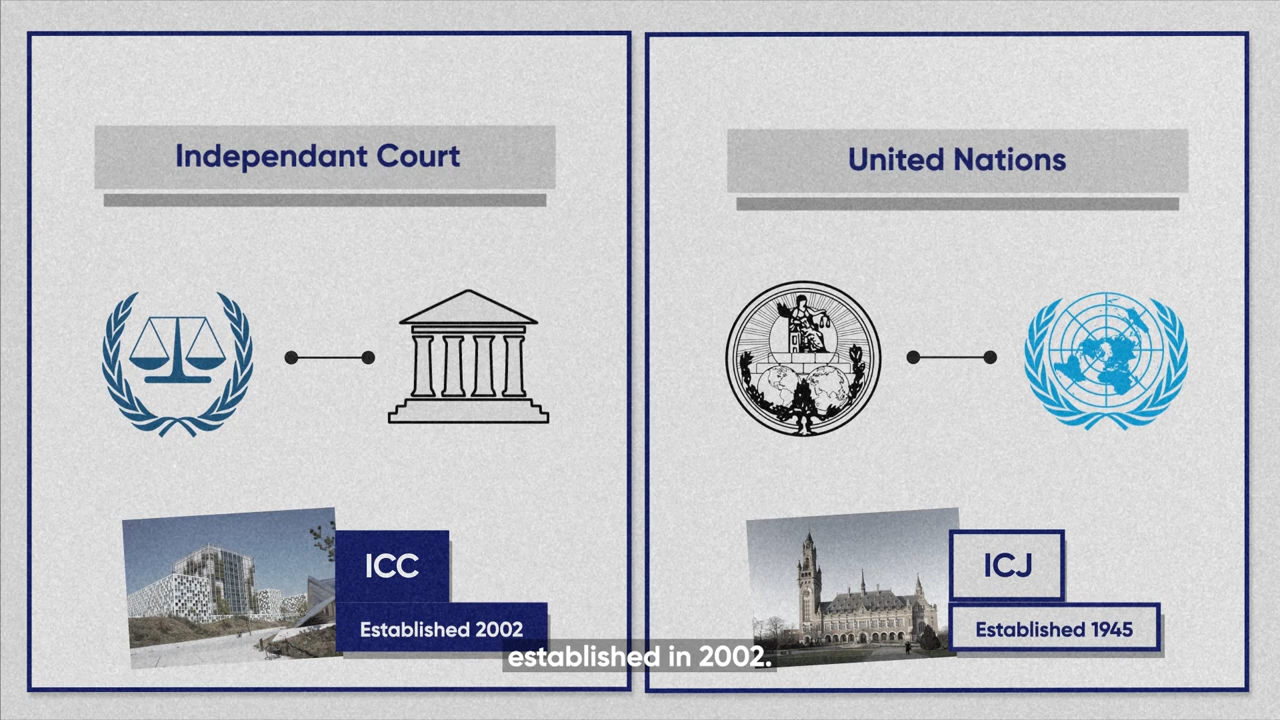 Independant Court
United Nations
ICC
Established 2002
ICJ
Established 1945
established in 2002.